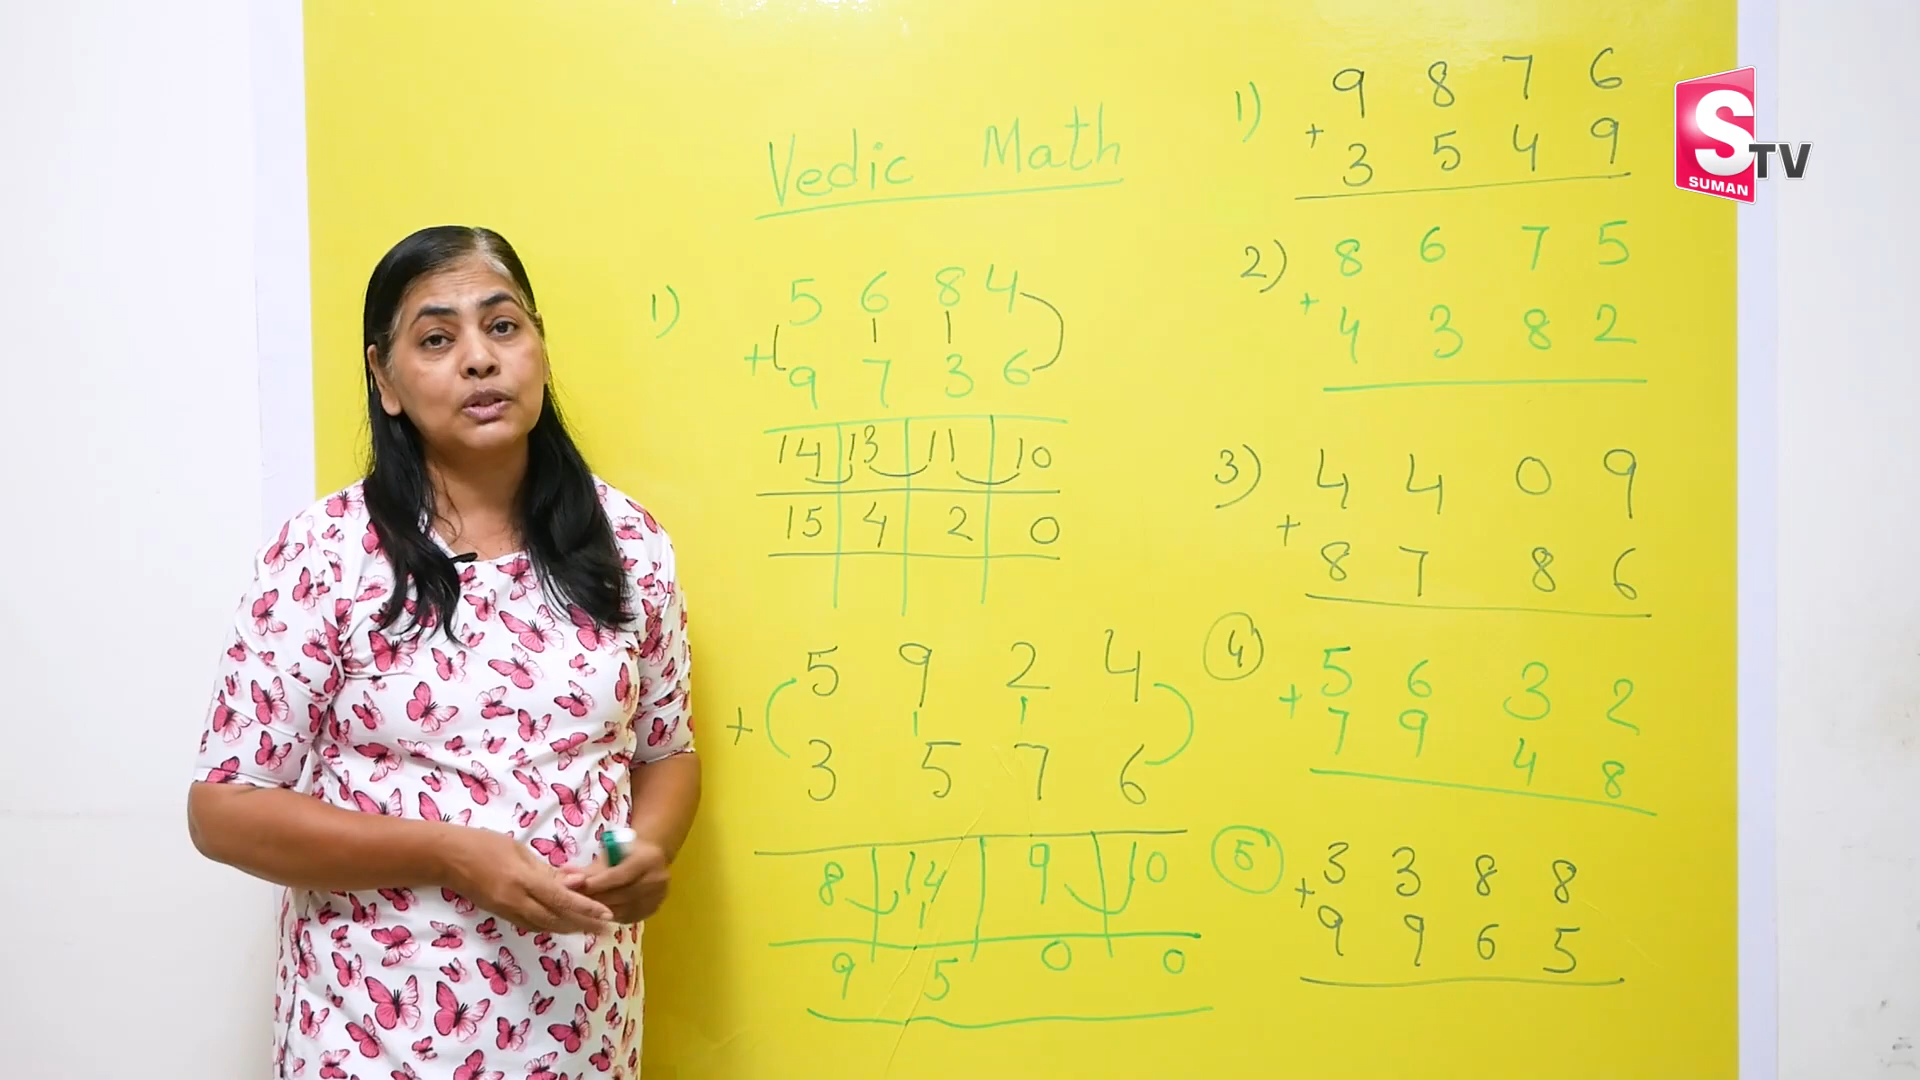 Vedic Math
1) 5 6 8 4
+ 9 7 3 6
14 13 11 10
15 4 2 0
5 9 2 4
+ 3 5 7 6
8 14 9 10
1
9 5 0 0
1) 9 8 7 6
+ 3 5 4 9
2) 8 6 7 5
+ 4 3 8 2
3) 4 4 0 9
+ 8 7 8 6
4 5 6 3 2
+ 7 9 4 8
5 3 3 8 8
+ 9 9 6 5
S TV
SUMAN